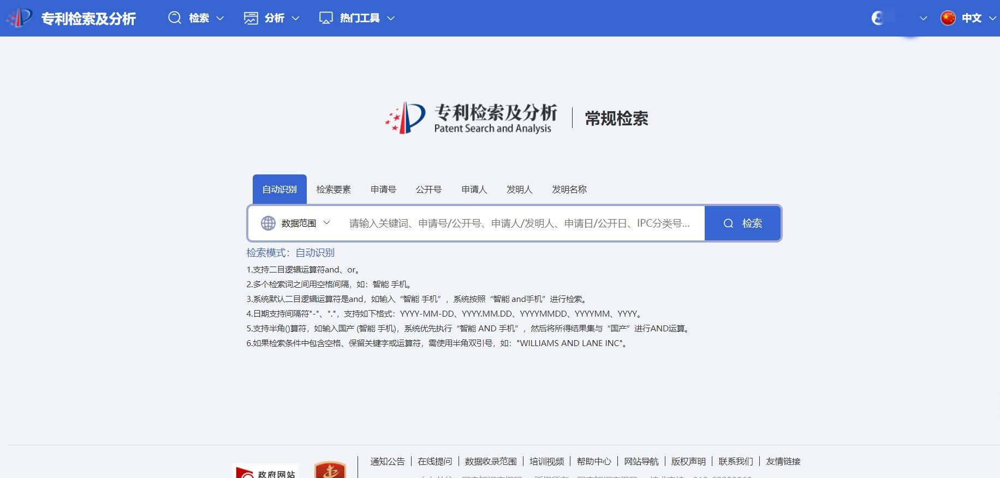 专利检索及分析 检索 分析 热门工具 中文
专利检索及分析
Patent Search and Analysis
常规检索
自动识别 检索要素 申请号 公开号 申请人 发明人 发明名称
数据范围 请输入关键词、申请号/公开号、申请人/发明人、申请日/公开日、IPC分类号... 检索
检索模式：自动识别
1.支持二目逻辑运算符and、or。
2.多个检索词之间用空格间隔，如：智能 手机。
3.系统默认二目逻辑运算符是and，如输入“智能 手机”，系统按照“智能 and手机”进行检索。
4.日期支持间隔符"-"、"."，支持如下格式：YYYY-MM-DD、YYYY.MM.DD、YYYYMMDD、YYYYMM、YYYY。
5.支持半角()算符，如输入国产 (智能 手机)，系统优先执行“智能 AND 手机”，然后将所得结果集与“国产”进行AND运算。
6.如果检索条件中包含空格、保留关键字或运算符，需使用半角双引号，如："WILLIAMS AND LANE INC"。
通知公告 在线提问 数据收录范围 培训视频 帮助中心 网站导航 版权声明 联系我们 友情链接
政府网站